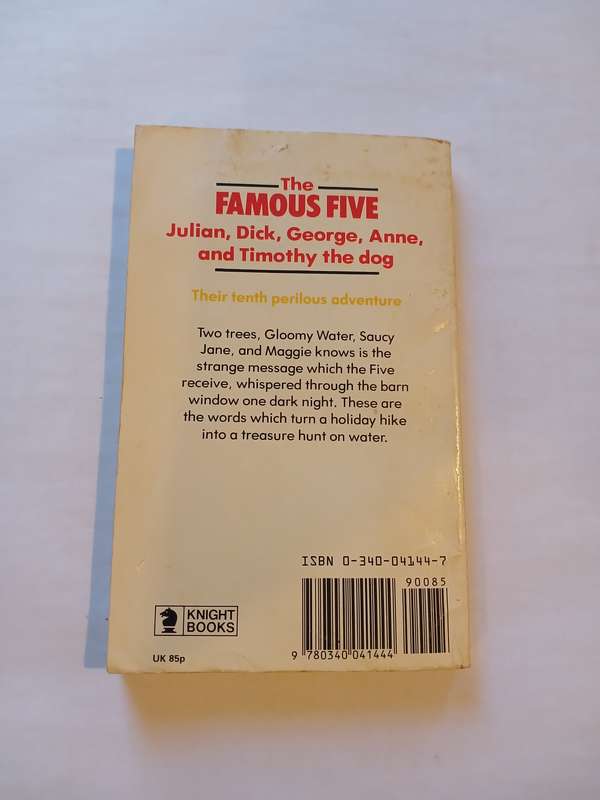 The
FAMOUS FIVE
Julian, Dick, George, Anne,
and Timothy the dog
Their tenth perilous adventure
Two trees, Gloomy Water, Saucy
Jane, and Maggie knows is the
strange message which the Five
receive, whispered through the barn
window one dark night. These are
the words which turn a holiday hike
into a treasure hunt on water.
ISBN 0-340-04144-7
90085
9 780340 041444
KNIGHT
BOOKS
UK 85p